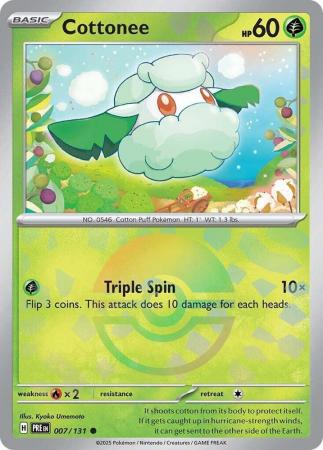 BASIC
Cottonee
HP60
NO. 0546 Cotton Puff Pokémon. HT: 1' WT: 1.3 lbs.
Triple Spin 10×
Flip 3 coins. This attack does 10 damage for each heads.
weakness ×2 resistance retreat
Illus. Kyoko Umemoto
H PRE EN 007/131
It shoots cotton from its body to protect itself.
If it gets caught up in hurricane-strength winds,
it can get sent to the other side of the Earth.
©2025 Pokémon / Nintendo / Creatures / GAME FREAK